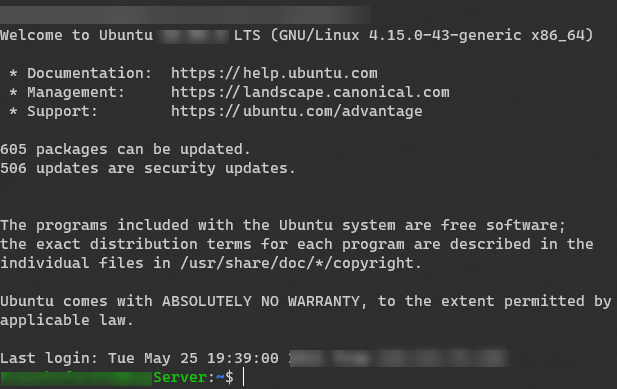 Welcome to Ubuntu LTS (GNU/Linux 4.15.0-43-generic x86_64)
* Documentation: https://help.ubuntu.com
* Management: https://landscape.canonical.com
* Support: https://ubuntu.com/advantage
605 packages can be updated.
506 updates are security updates.
The programs included with the Ubuntu system are free software;
the exact distribution terms for each program are described in the
individual files in /usr/share/doc/*/copyright.
Ubuntu comes with ABSOLUTELY NO WARRANTY, to the extent permitted by
applicable law.
Last login: Tue May 25 19:39:00
Server:~$